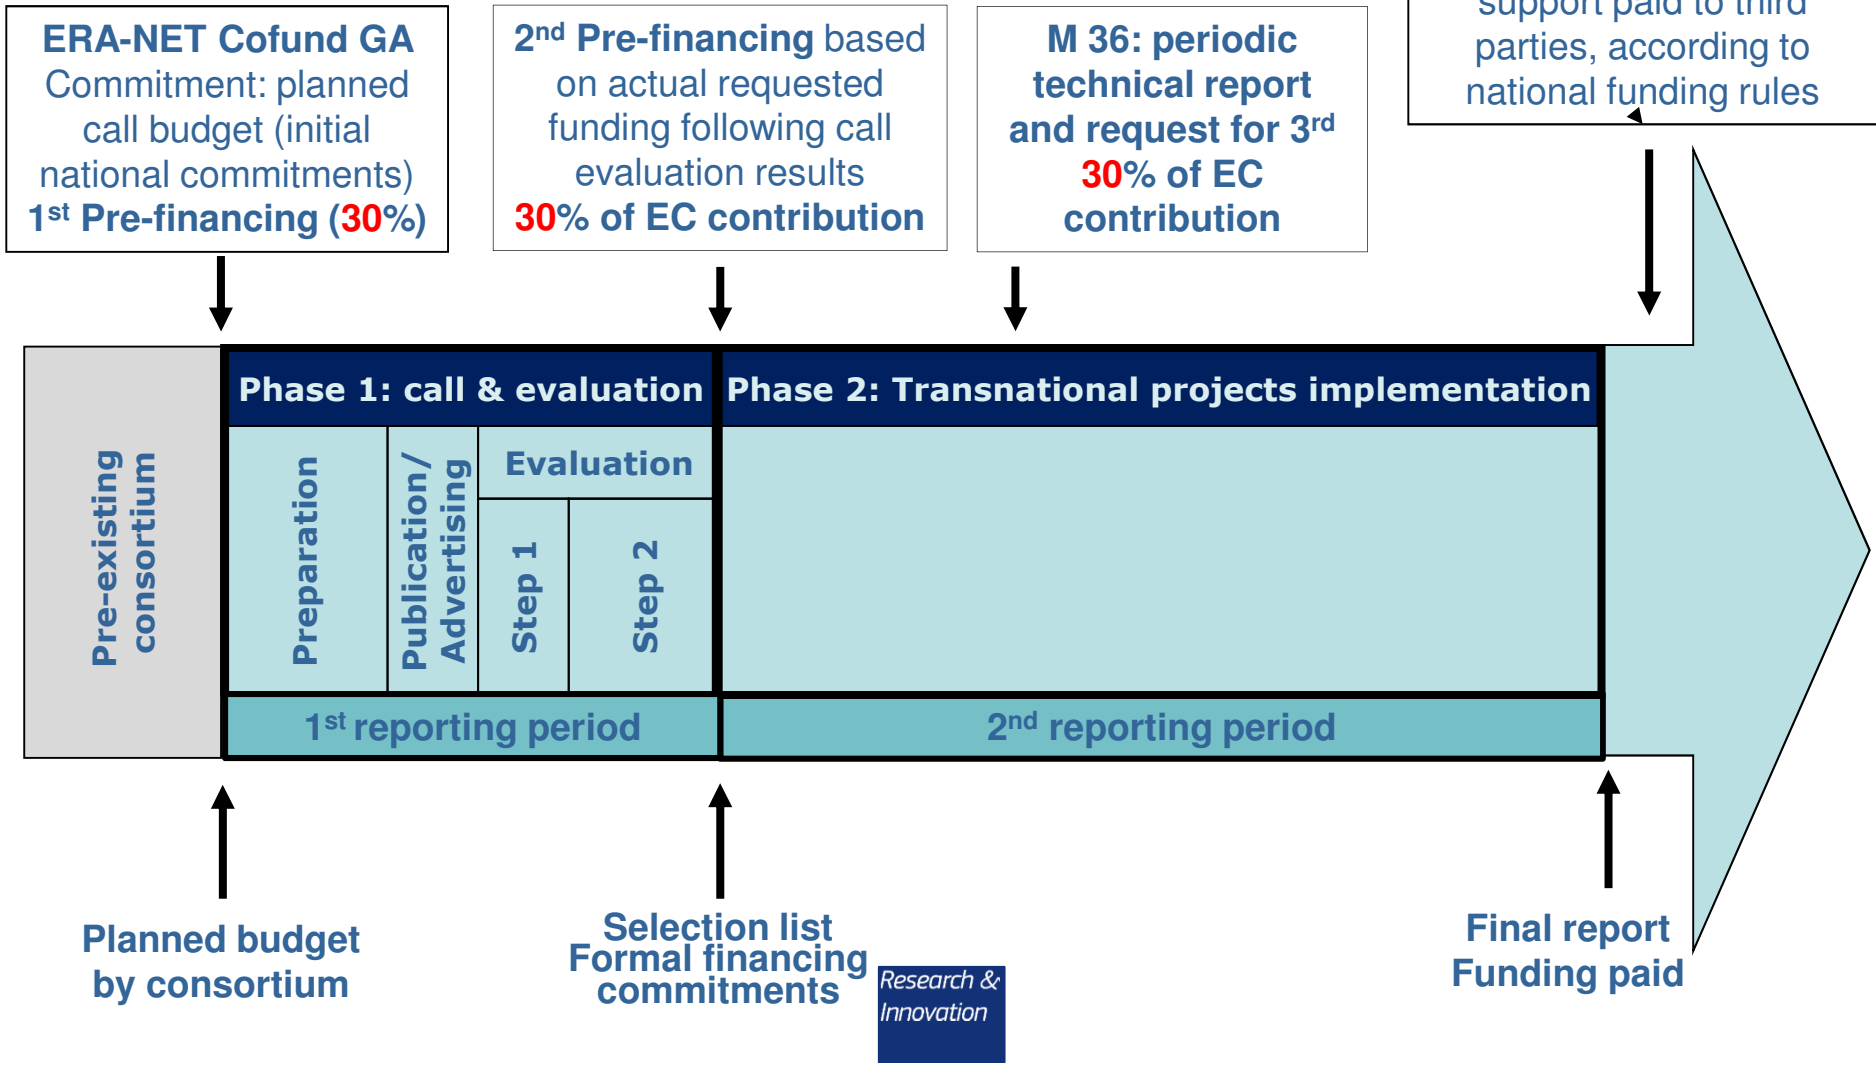 ERA-NET Cofund GA
Commitment: planned
call budget (initial
national commitments)
1st Pre-financing (30%)
2nd Pre-financing based
on actual requested
funding following call
evaluation results
30% of EC contribution
M 36: periodic
technical report
and request for 3rd
30% of EC
contribution
support paid to third
parties, according to
national funding rules
Pre-existing
consortium
Phase 1: call & evaluation
Phase 2: Transnational projects implementation
Preparation
Publication/
Advertising
Evaluation
Step 1
Step 2
1st reporting period
2nd reporting period
Planned budget
by consortium
Selection list
Formal financing
commitments
Research &
Innovation
Final report
Funding paid